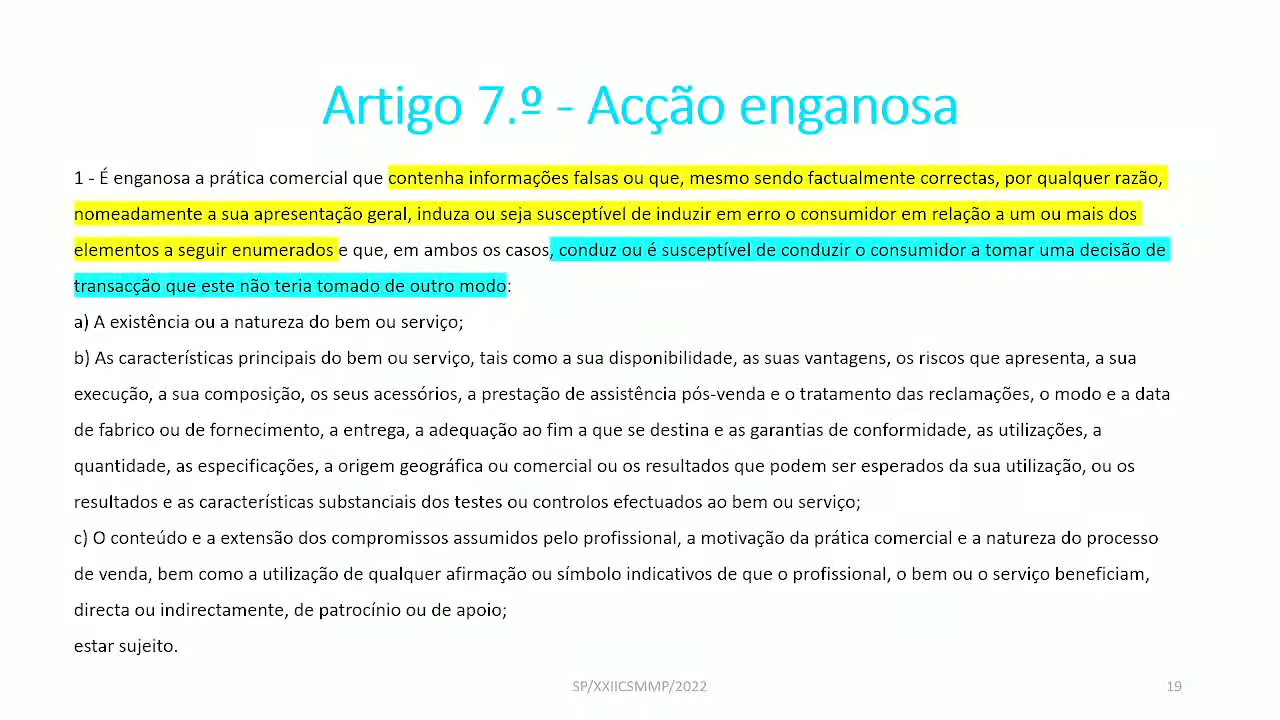 Artigo 7.º - Acção enganosa
1 - É enganosa a prática comercial que contenha informações falsas ou que, mesmo sendo factualmente correctas, por qualquer razão,
nomeadamente a sua apresentação geral, induza ou seja susceptível de induzir em erro o consumidor em relação a um ou mais dos
elementos a seguir enumerados e que, em ambos os casos, conduz ou é susceptível de conduzir o consumidor a tomar uma decisão de
transacção que este não teria tomado de outro modo:
a) A existência ou a natureza do bem ou serviço;
b) As características principais do bem ou serviço, tais como a sua disponibilidade, as suas vantagens, os riscos que apresenta, a sua
execução, a sua composição, os seus acessórios, a prestação de assistência pós-venda e o tratamento das reclamações, o modo e a data
de fabrico ou de fornecimento, a entrega, a adequação ao fim a que se destina e as garantias de conformidade, as utilizações, a
quantidade, as especificações, a origem geográfica ou comercial ou os resultados que podem ser esperados da sua utilização, ou os
resultados e as características substanciais dos testes ou controlos efectuados ao bem ou serviço;
c) O conteúdo e a extensão dos compromissos assumidos pelo profissional, a motivação da prática comercial e a natureza do processo
de venda, bem como a utilização de qualquer afirmação ou símbolo indicativos de que o profissional, o bem ou o serviço beneficiam,
directa ou indirectamente, de patrocínio ou de apoio;
estar sujeito.
SP/XXIICSMMP/2022
19